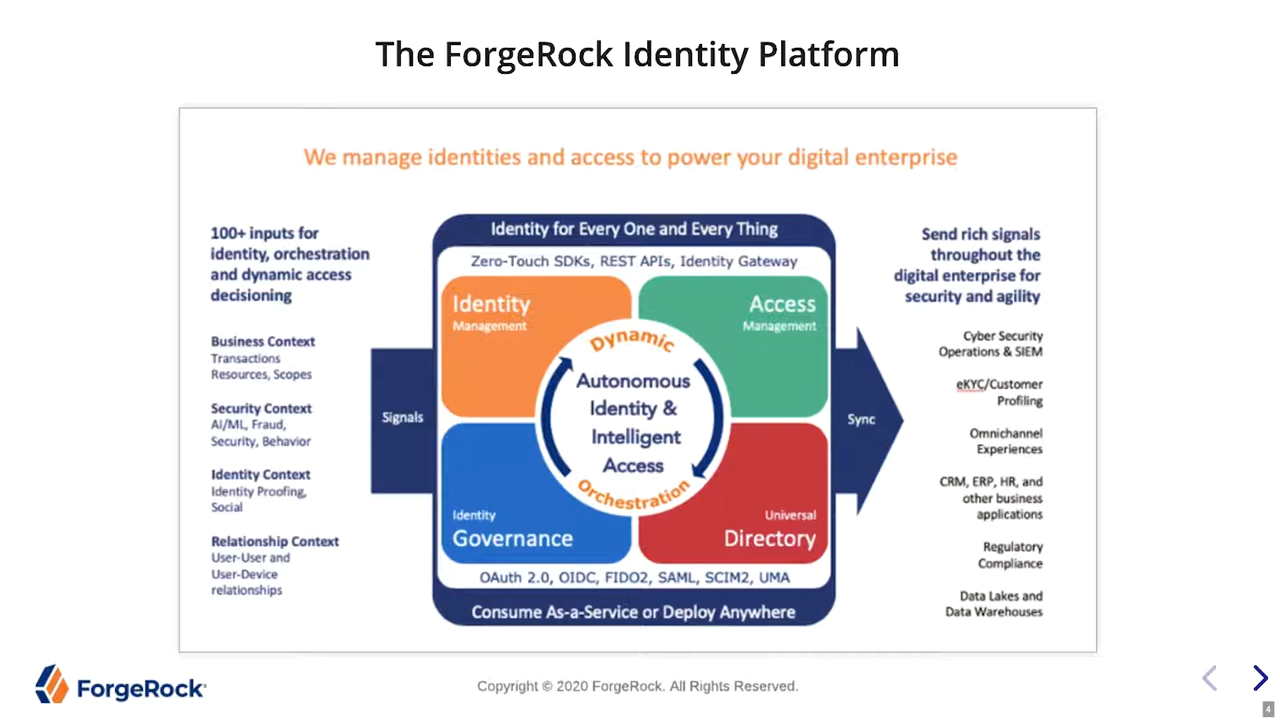 The ForgeRock Identity Platform
We manage identities and access to power your digital enterprise
100+ inputs for
identity, orchestration
and dynamic access
decisioning
Business Context
Transactions
Resources, Scopes
Security Context
AI/ML, Fraud,
Security, Behavior
Identity Context
Identity Proofing,
Social
Relationship Context
User-User and
User-Device
relationships
Signals
Identity for Every One and Every Thing
Zero-Touch SDKs, REST APIs, Identity Gateway
Identity
Management
Access
Management
Dynamic
Autonomous
Identity &
Intelligent
Access
Orchestration
Identity
Governance
Universal
Directory
OAuth 2.0, OIDC, FIDO2, SAML, SCIM2, UMA
Consume As-a-Service or Deploy Anywhere
Sync
Send rich signals
throughout the
digital enterprise for
security and agility
Cyber Security
Operations & SIEM
eKYC/Customer
Profiling
Omnichannel
Experiences
CRM, ERP, HR, and
other business
applications
Regulatory
Compliance
Data Lakes and
Data Warehouses
ForgeRock
Copyright © 2020 ForgeRock. All Rights Reserved.
4